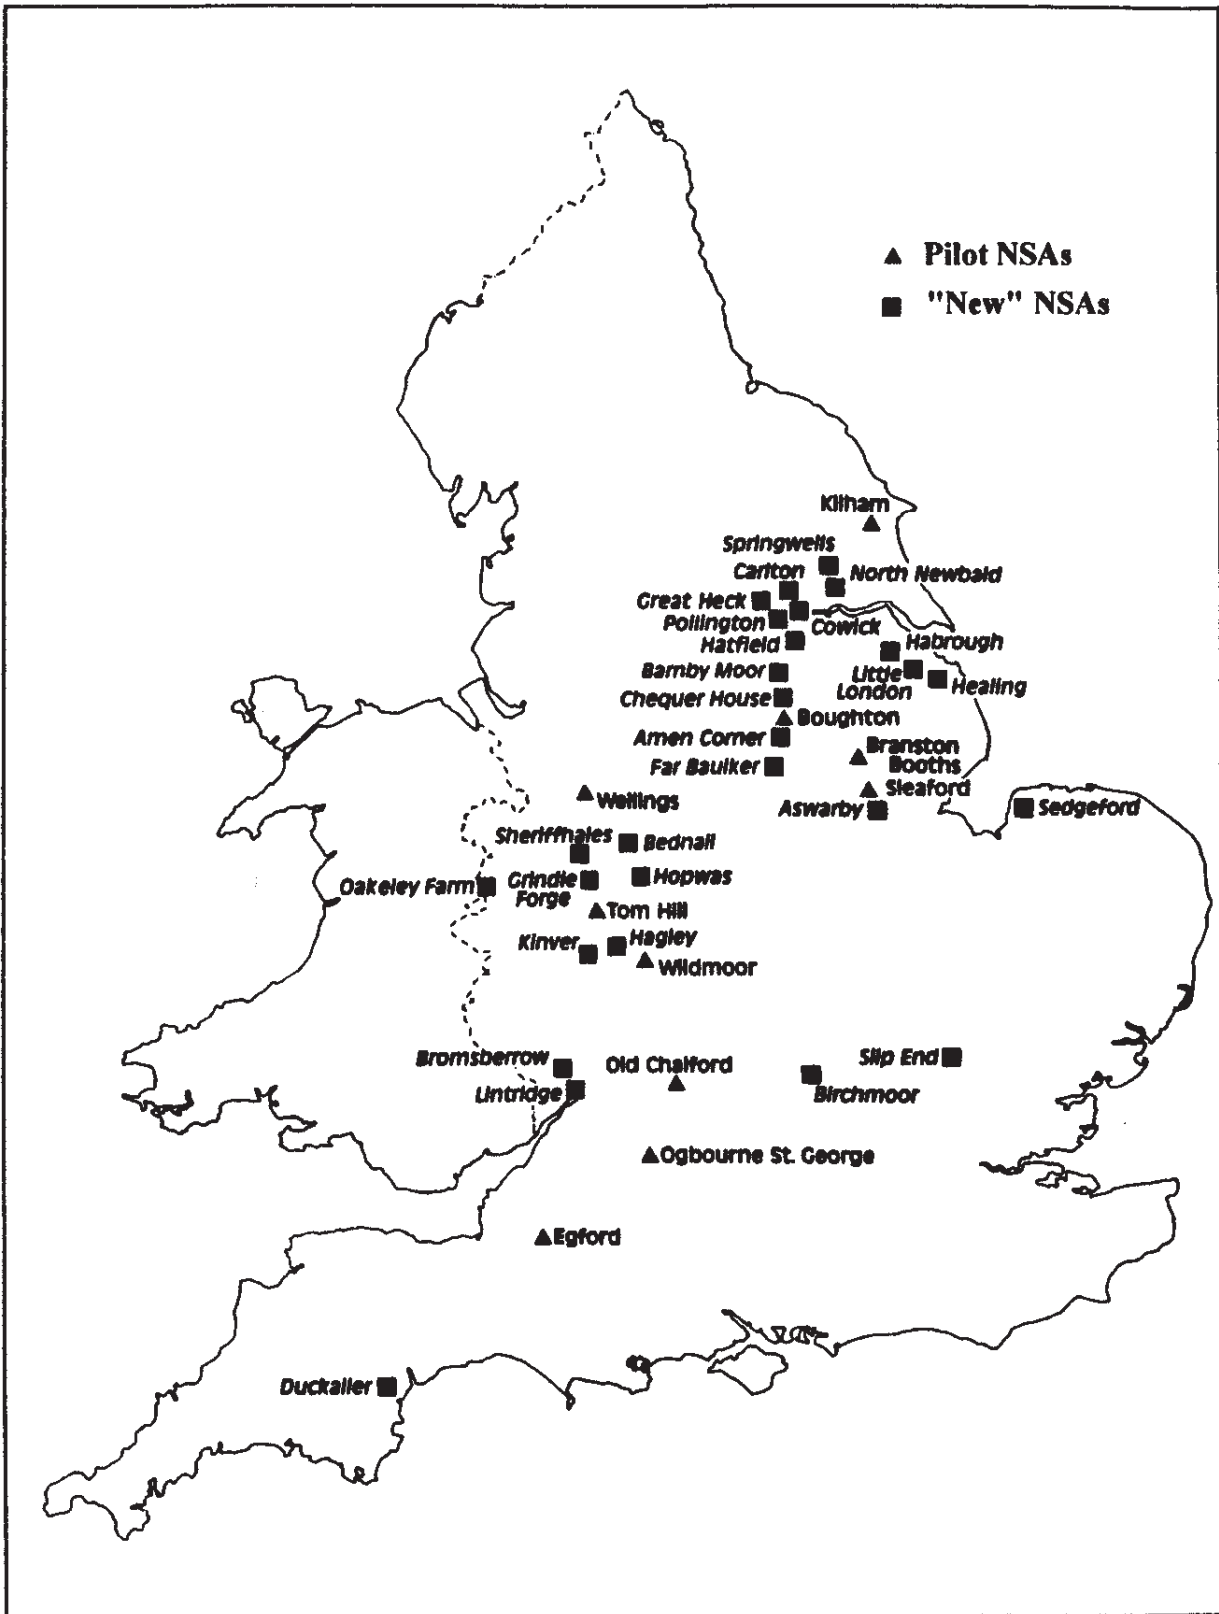 Pilot NSAs
"New" NSAs
Kilham
Springwells
Carlton
North Newbald
Great Heck
Pollington
Cowick
Hatfield
Habrough
Barnby Moor
Little
London
Healing
Chequer House
Boughton
Amen Corner
Branston
Booths
Far Baulker
Sleaford
Wellings
Aswarby
Sedgeford
Sheriffhales
Bednall
Oakeley Farm
Grindle
Forge
Hopwas
Tom Hill
Kinver
Hagley
Wildmoor
Bromsberrow
Old Chalford
Slip End
Lintridge
Birchmoor
Ogbourne St. George
Egford
Duckaller